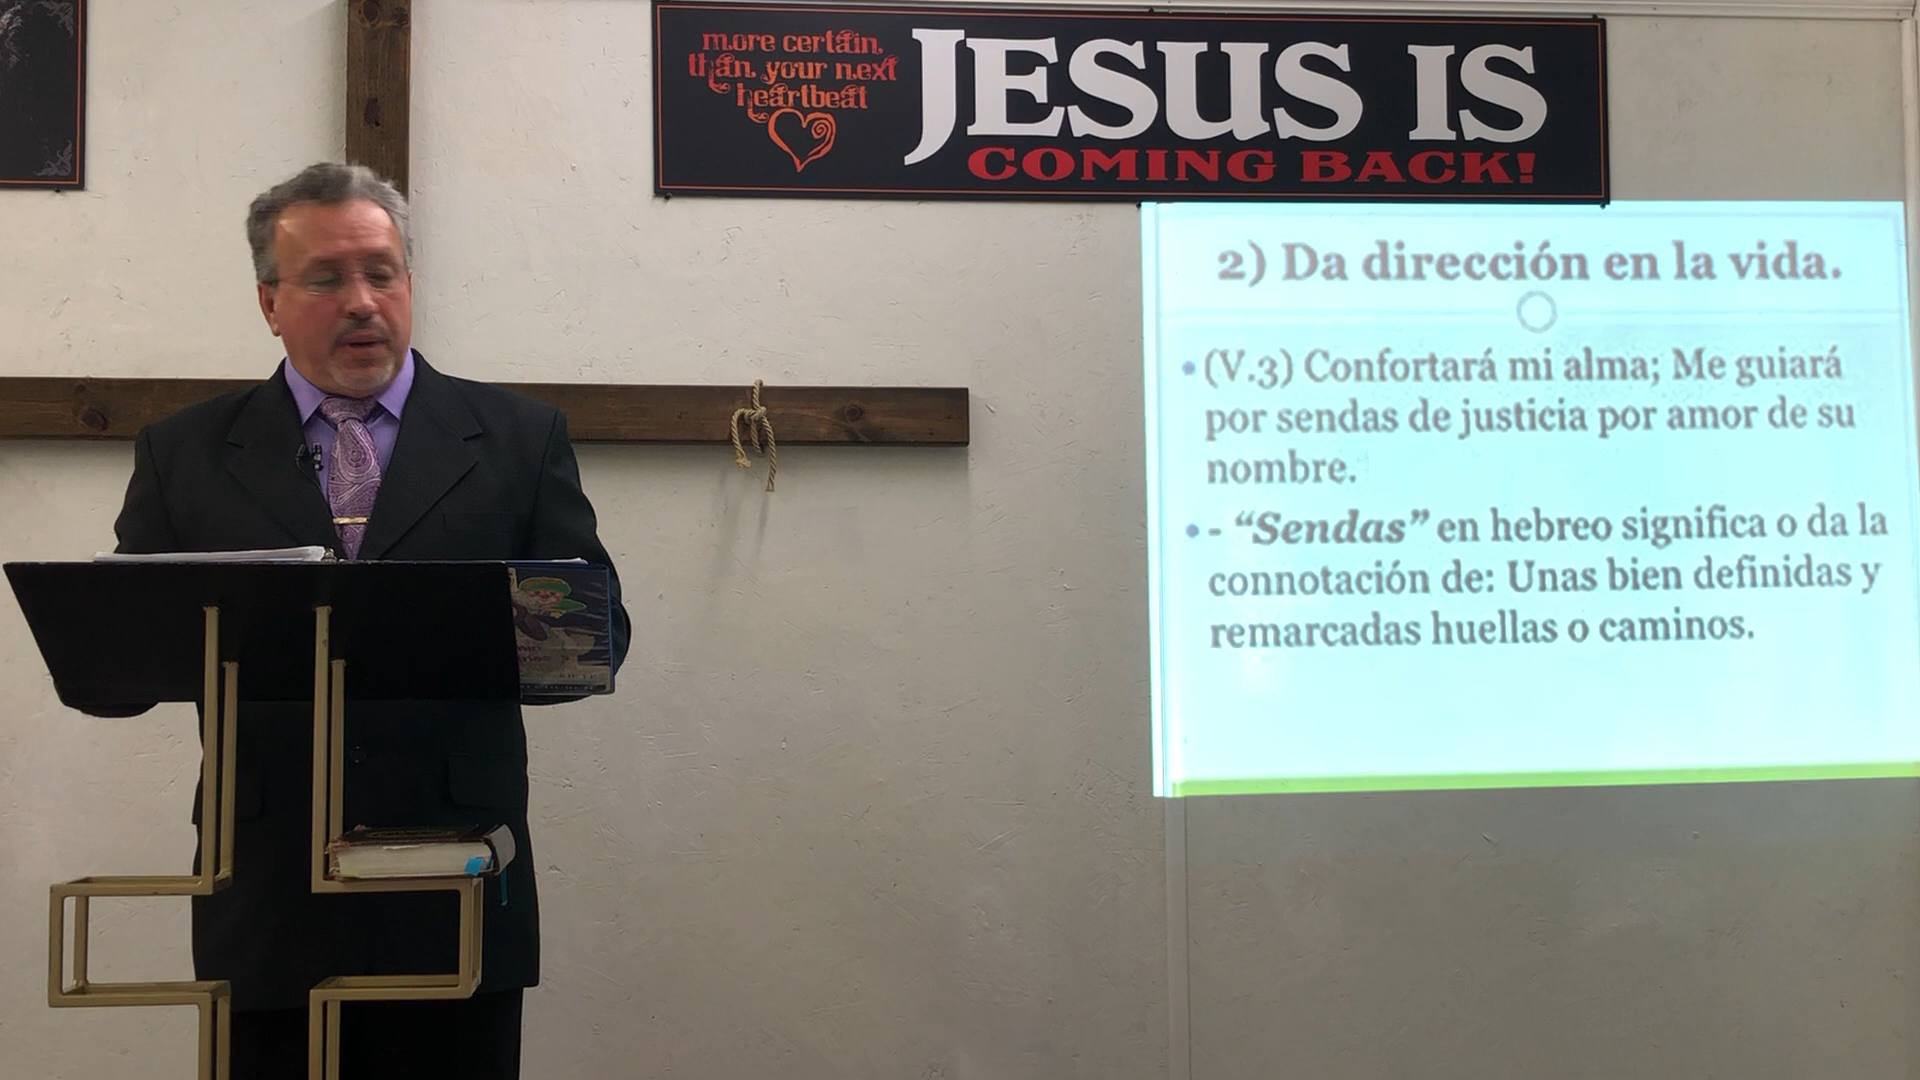 more certain,
than your next
heartbeat
JESUS IS
COMING BACK!
2) Da dirección en la vida.
• (V.3) Confortará mi alma; Me guiará
por sendas de justicia por amor de su
nombre.
• - “Sendas” en hebreo significa o da la
connotación de: Unas bien definidas y
remarcadas huellas o caminos.